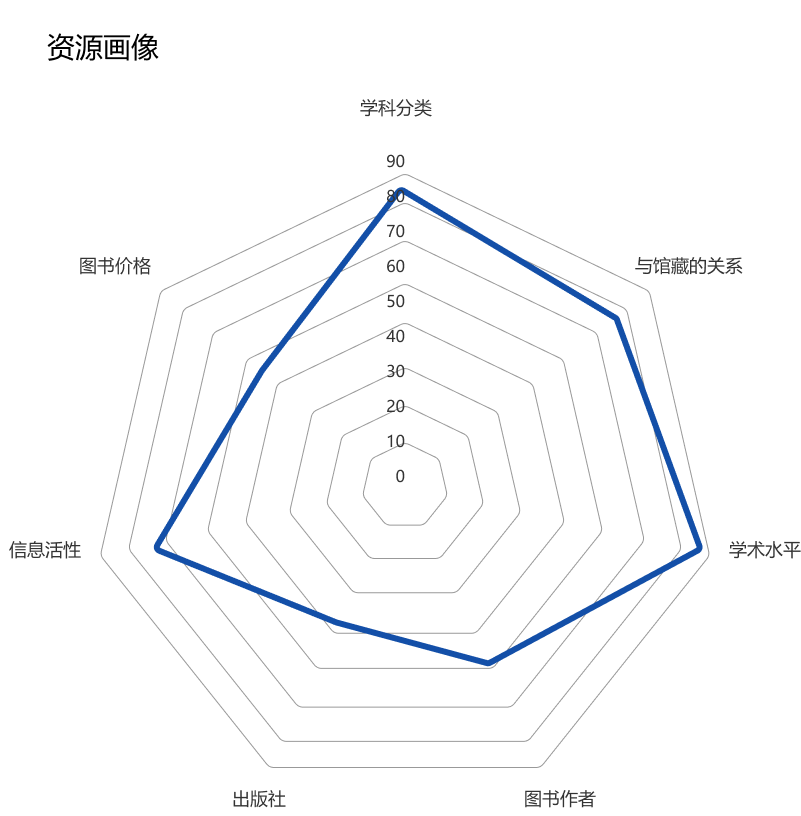 资源画像
学科分类
90
80
70
与馆藏的关系
图书价格
60
50
40
30
20
10
0
信息活性
学术水平
出版社
图书作者